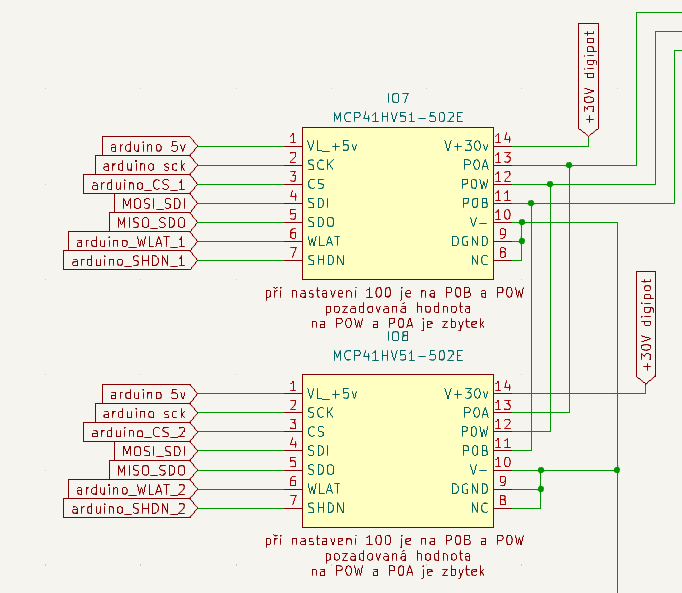 +30V digipot
IO7
MCP41HV51-502E
arduino 5v 1 VL_+5v V+30v 14
arduino sck 2 SCK P0A 13
arduino_CS_1 3 CS P0W 12
MOSI_SDI 4 SDI P0B 11
MISO_SDO 5 SDO V- 10
arduino_WLAT_1 6 WLAT DGND 9
arduino_SHDN_1 7 SHDN NC 8
při nastavení 100 je na P0B a P0W
pozadovaná hodnota
na P0W a P0A je zbytek
+30V digipot
IO8
MCP41HV51-502E
arduino 5v 1 VL_+5v V+30v 14
arduino sck 2 SCK P0A 13
arduino_CS_2 3 CS P0W 12
MOSI_SDI 4 SDI P0B 11
MISO_SDO 5 SDO V- 10
arduino_WLAT_2 6 WLAT DGND 9
arduino_SHDN_2 7 SHDN NC 8
při nastavení 100 je na P0B a P0W
pozadovaná hodnota
na P0W a P0A je zbytek